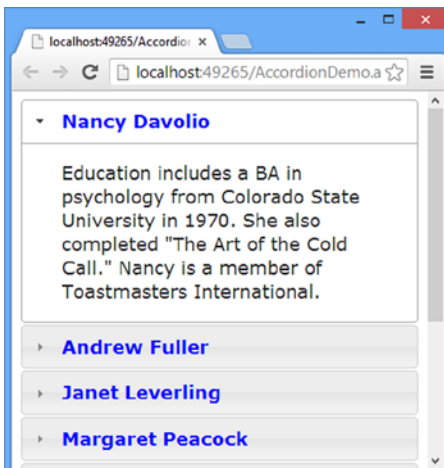 localhost:49265/Accordio
localhost:49265/AccordionDemo.a
Nancy Davolio
Education includes a BA in
psychology from Colorado State
University in 1970. She also
completed "The Art of the Cold
Call." Nancy is a member of
Toastmasters International.
Andrew Fuller
Janet Leverling
Margaret Peacock